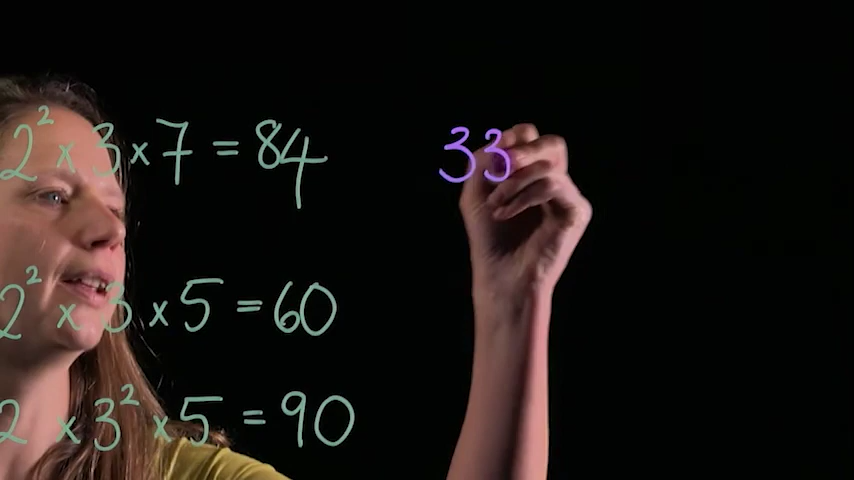 2² x 3 x 7 = 84
33
2² x 3 x 5 = 60
2 x 3² x 5 = 90